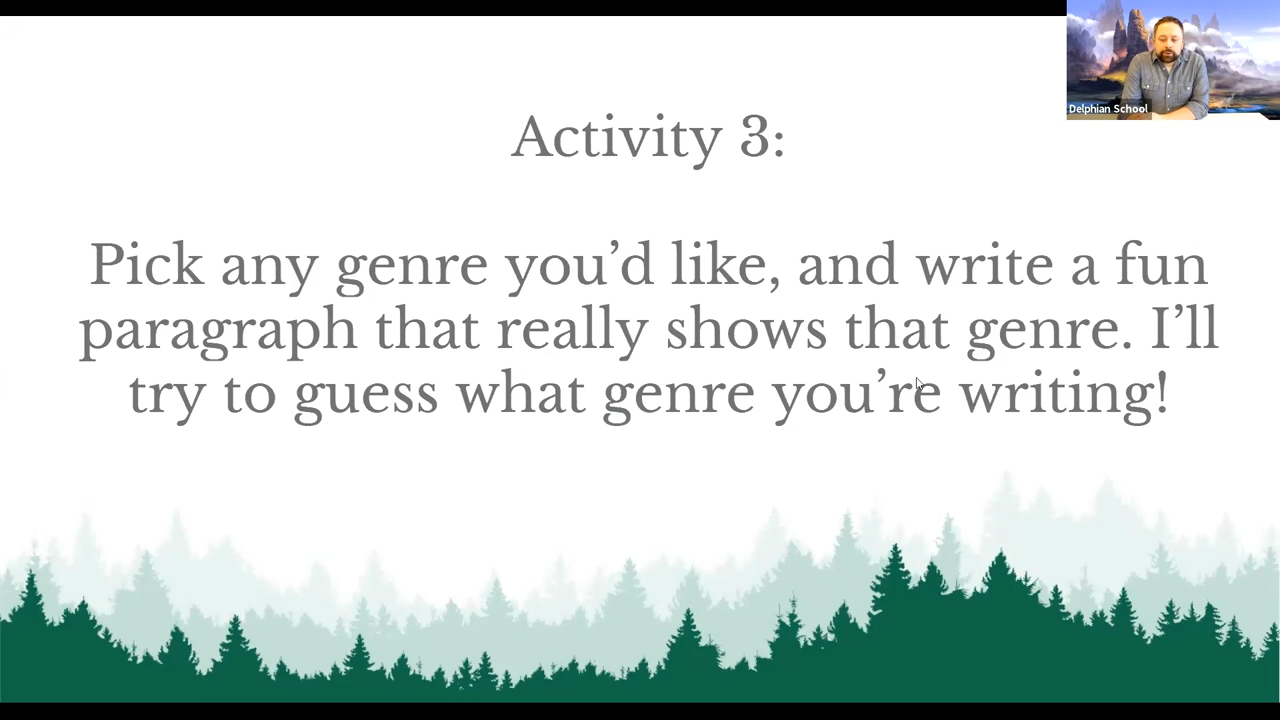 Delphian School
Activity 3:
Pick any genre you’d like, and write a fun
paragraph that really shows that genre. I’ll
try to guess what genre you’re writing!